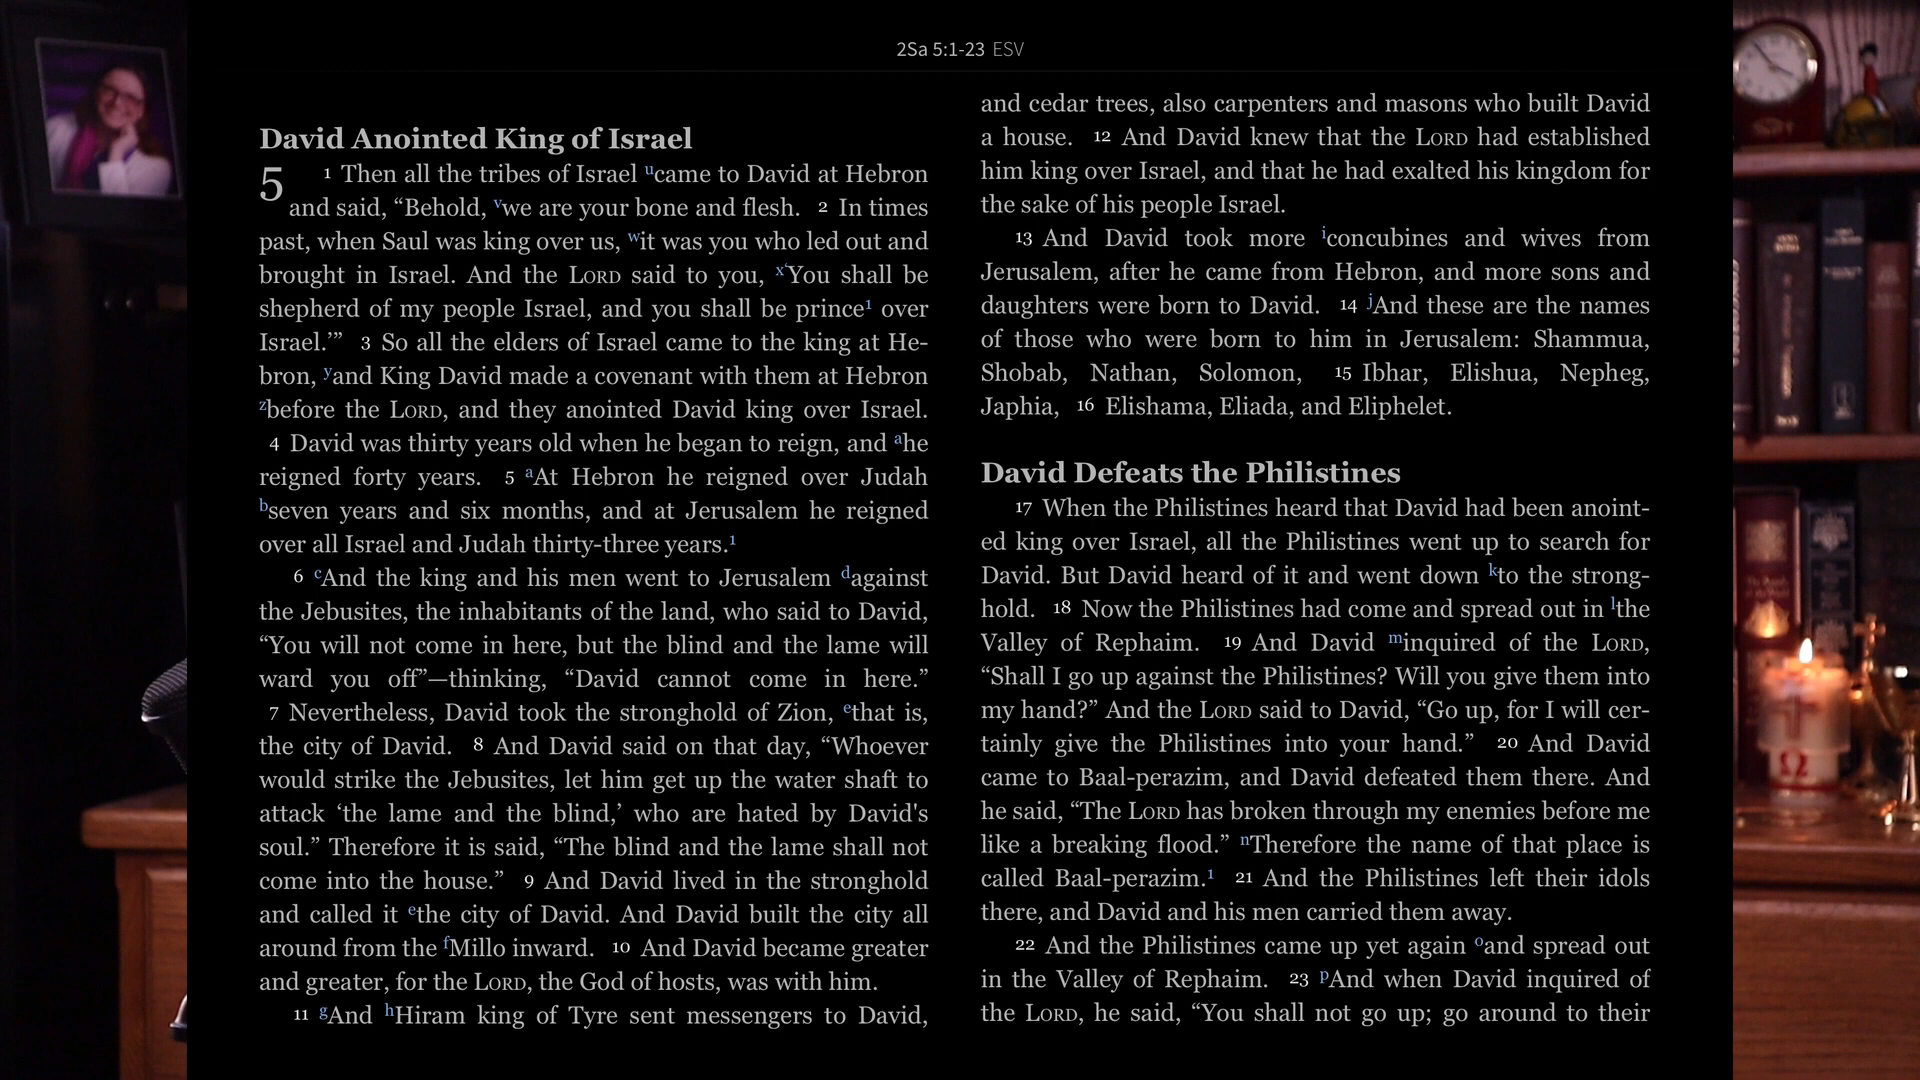 2Sa 5:1-23 ESV
David Anointed King of Israel
5 1 Then all the tribes of Israel ucame to David at Hebron
and said, “Behold, vwe are your bone and flesh. 2 In times
past, when Saul was king over us, wit was you who led out and
brought in Israel. And the LORD said to you, x‘You shall be
shepherd of my people Israel, and you shall be prince1 over
Israel.’” 3 So all the elders of Israel came to the king at He-
bron, yand King David made a covenant with them at Hebron
zbefore the LORD, and they anointed David king over Israel.
4 David was thirty years old when he began to reign, and ahe
reigned forty years. 5 aAt Hebron he reigned over Judah
bseven years and six months, and at Jerusalem he reigned
over all Israel and Judah thirty-three years.1
6 cAnd the king and his men went to Jerusalem dagainst
the Jebusites, the inhabitants of the land, who said to David,
“You will not come in here, but the blind and the lame will
ward you off”—thinking, “David cannot come in here.”
7 Nevertheless, David took the stronghold of Zion, ethat is,
the city of David. 8 And David said on that day, “Whoever
would strike the Jebusites, let him get up the water shaft to
attack ‘the lame and the blind,’ who are hated by David's
soul.” Therefore it is said, “The blind and the lame shall not
come into the house.” 9 And David lived in the stronghold
and called it ethe city of David. And David built the city all
around from the fMillo inward. 10 And David became greater
and greater, for the LORD, the God of hosts, was with him.
11 gAnd hHiram king of Tyre sent messengers to David,
and cedar trees, also carpenters and masons who built David
a house. 12 And David knew that the LORD had established
him king over Israel, and that he had exalted his kingdom for
the sake of his people Israel.
13 And David took more iconcubines and wives from
Jerusalem, after he came from Hebron, and more sons and
daughters were born to David. 14 jAnd these are the names
of those who were born to him in Jerusalem: Shammua,
Shobab, Nathan, Solomon, 15 Ibhar, Elishua, Nepheg,
Japhia, 16 Elishama, Eliada, and Eliphelet.
David Defeats the Philistines
17 When the Philistines heard that David had been anoint-
ed king over Israel, all the Philistines went up to search for
David. But David heard of it and went down kto the strong-
hold. 18 Now the Philistines had come and spread out in lthe
Valley of Rephaim. 19 And David minquired of the LORD,
“Shall I go up against the Philistines? Will you give them into
my hand?” And the LORD said to David, “Go up, for I will cer-
tainly give the Philistines into your hand.” 20 And David
came to Baal-perazim, and David defeated them there. And
he said, “The LORD has broken through my enemies before me
like a breaking flood.” nTherefore the name of that place is
called Baal-perazim.1 21 And the Philistines left their idols
there, and David and his men carried them away.
22 And the Philistines came up yet again oand spread out
in the Valley of Rephaim. 23 pAnd when David inquired of
the LORD, he said, “You shall not go up; go around to their
Ω